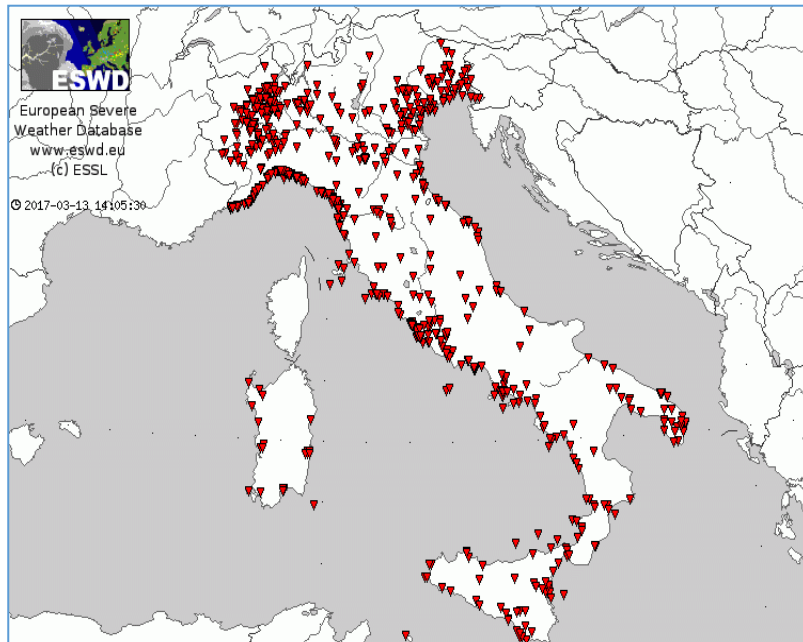 ESWD
European Severe
Weather Database
www.eswd.eu
(c) ESSL
2017-03-13 14:05:30